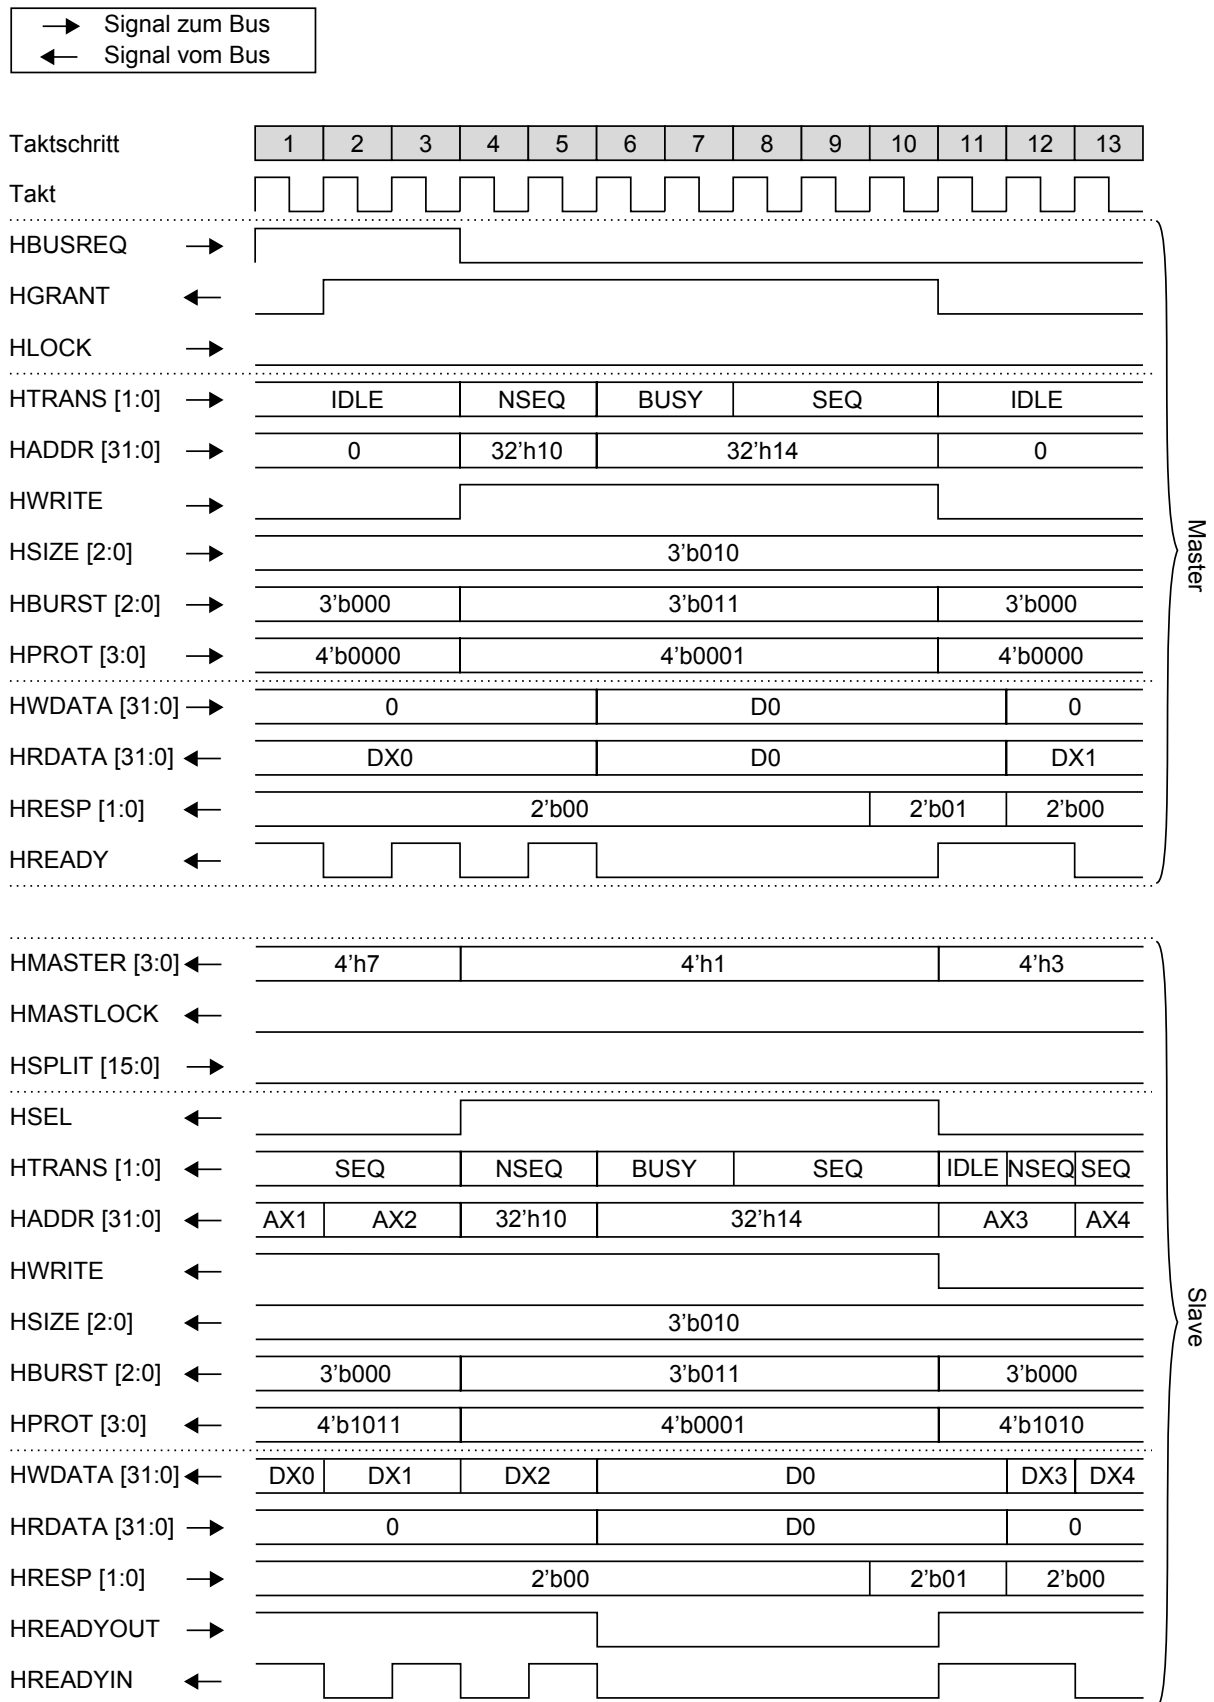 Signal zum Bus
Signal vom Bus
Taktschritt 1 2 3 4 5 6 7 8 9 10 11 12 13
Takt
HBUSREQ
HGRANT
HLOCK
HTRANS [1:0] IDLE NSEQ BUSY SEQ IDLE
HADDR [31:0] 0 32'h10 32'h14 0
HWRITE
HSIZE [2:0] 3'b010
HBURST [2:0] 3'b000 3'b011 3'b000
HPROT [3:0] 4'b0000 4'b0001 4'b0000
HWDATA [31:0] 0 D0 0
HRDATA [31:0] DX0 D0 DX1
HRESP [1:0] 2'b00 2'b01 2'b00
HREADY
Master
HMASTER [3:0] 4'h7 4'h1 4'h3
HMASTLOCK
HSPLIT [15:0]
HSEL
HTRANS [1:0] SEQ NSEQ BUSY SEQ IDLE NSEQ SEQ
HADDR [31:0] AX1 AX2 32'h10 32'h14 AX3 AX4
HWRITE
HSIZE [2:0] 3'b010
HBURST [2:0] 3'b000 3'b011 3'b000
HPROT [3:0] 4'b1011 4'b0001 4'b1010
HWDATA [31:0] DX0 DX1 DX2 D0 DX3 DX4
HRDATA [31:0] 0 D0 0
HRESP [1:0] 2'b00 2'b01 2'b00
HREADYOUT
HREADYIN
Slave